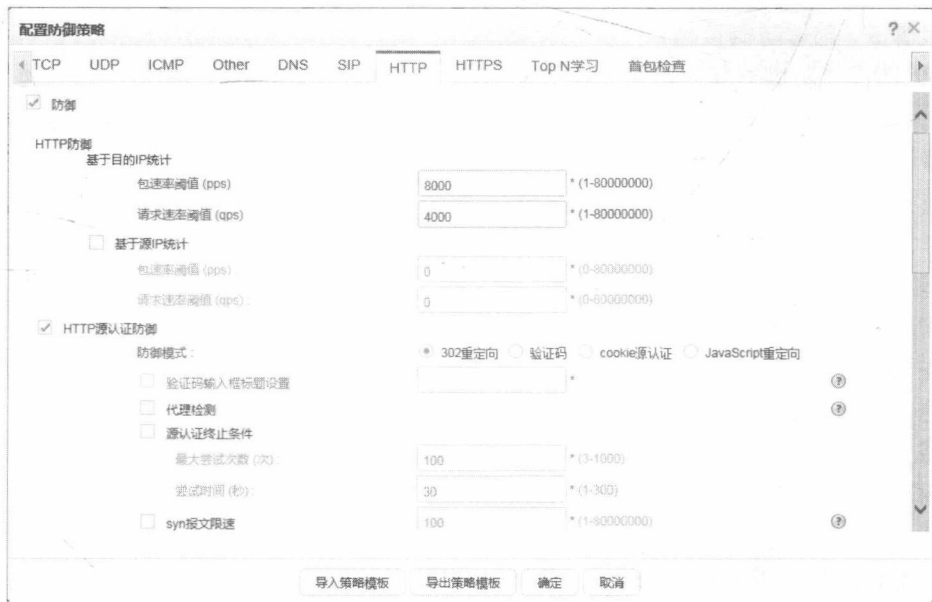 配置防御策略 ? ×
TCP UDP ICMP Other DNS SIP HTTP HTTPS Top N学习 首包检查
防御
HTTP防御
基于目的IP统计
包速率阈值 (pps) 8000 * (1-80000000)
请求速率阈值 (qps) 4000 * (1-80000000)
基于源IP统计
包速率阈值 (pps) : 0 * (0-80000000)
请求速率阈值 (qps) : 0 * (0-80000000)
HTTP源认证防御
防御模式 : 302重定向 验证码 cookie源认证 JavaScript重定向
验证码输入框标题设置 * ?
代理检测 ?
源认证终止条件
最大尝试次数 (次) : 100 * (3-1000)
尝试时间 (秒) : 30 * (1-300)
syn报文限速 100 * (1-80000000) ?
导入策略模板 导出策略模板 确定 取消